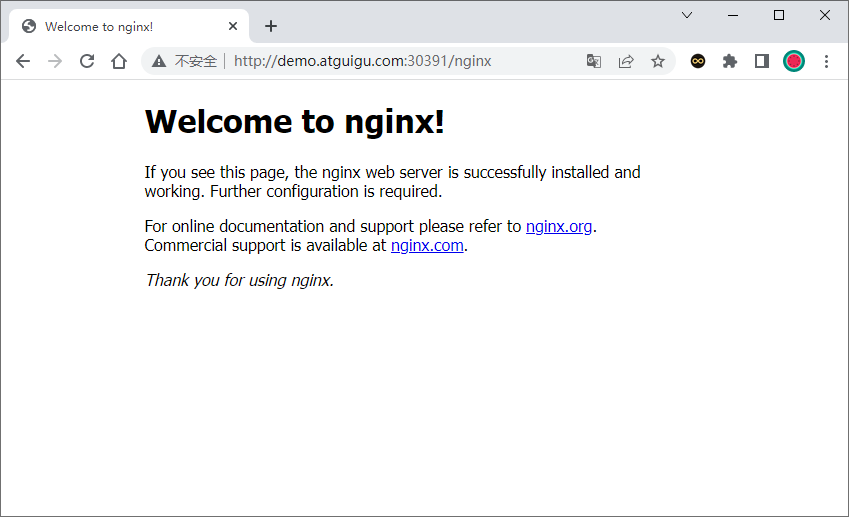 Welcome to nginx!
不安全 http://demo.atguigu.com:30391/nginx
Welcome to nginx!
If you see this page, the nginx web server is successfully installed and
working. Further configuration is required.
For online documentation and support please refer to nginx.org.
Commercial support is available at nginx.com.
Thank you for using nginx.